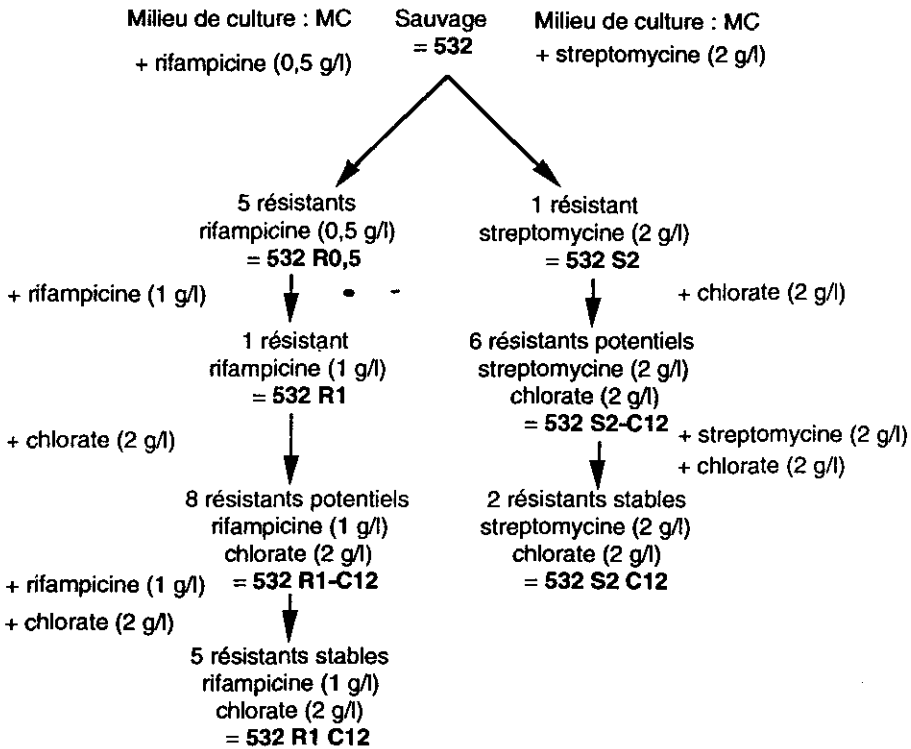 Milieu de culture : MC
+ rifampicine (0,5 g/l)
Sauvage
= 532
Milieu de culture : MC
+ streptomycine (2 g/l)
5 résistants
rifampicine (0,5 g/l)
= 532 R0,5
1 résistant
streptomycine (2 g/l)
= 532 S2
+ rifampicine (1 g/l)
+ chlorate (2 g/l)
1 résistant
rifampicine (1 g/l)
= 532 R1
6 résistants potentiels
streptomycine (2 g/l)
chlorate (2 g/l)
= 532 S2-C12
+ chlorate (2 g/l)
+ streptomycine (2 g/l)
+ chlorate (2 g/l)
8 résistants potentiels
rifampicine (1 g/l)
chlorate (2 g/l)
= 532 R1-C12
2 résistants stables
streptomycine (2 g/l)
chlorate (2 g/l)
= 532 S2 C12
+ rifampicine (1 g/l)
+ chlorate (2 g/l)
5 résistants stables
rifampicine (1 g/l)
chlorate (2 g/l)
= 532 R1 C12